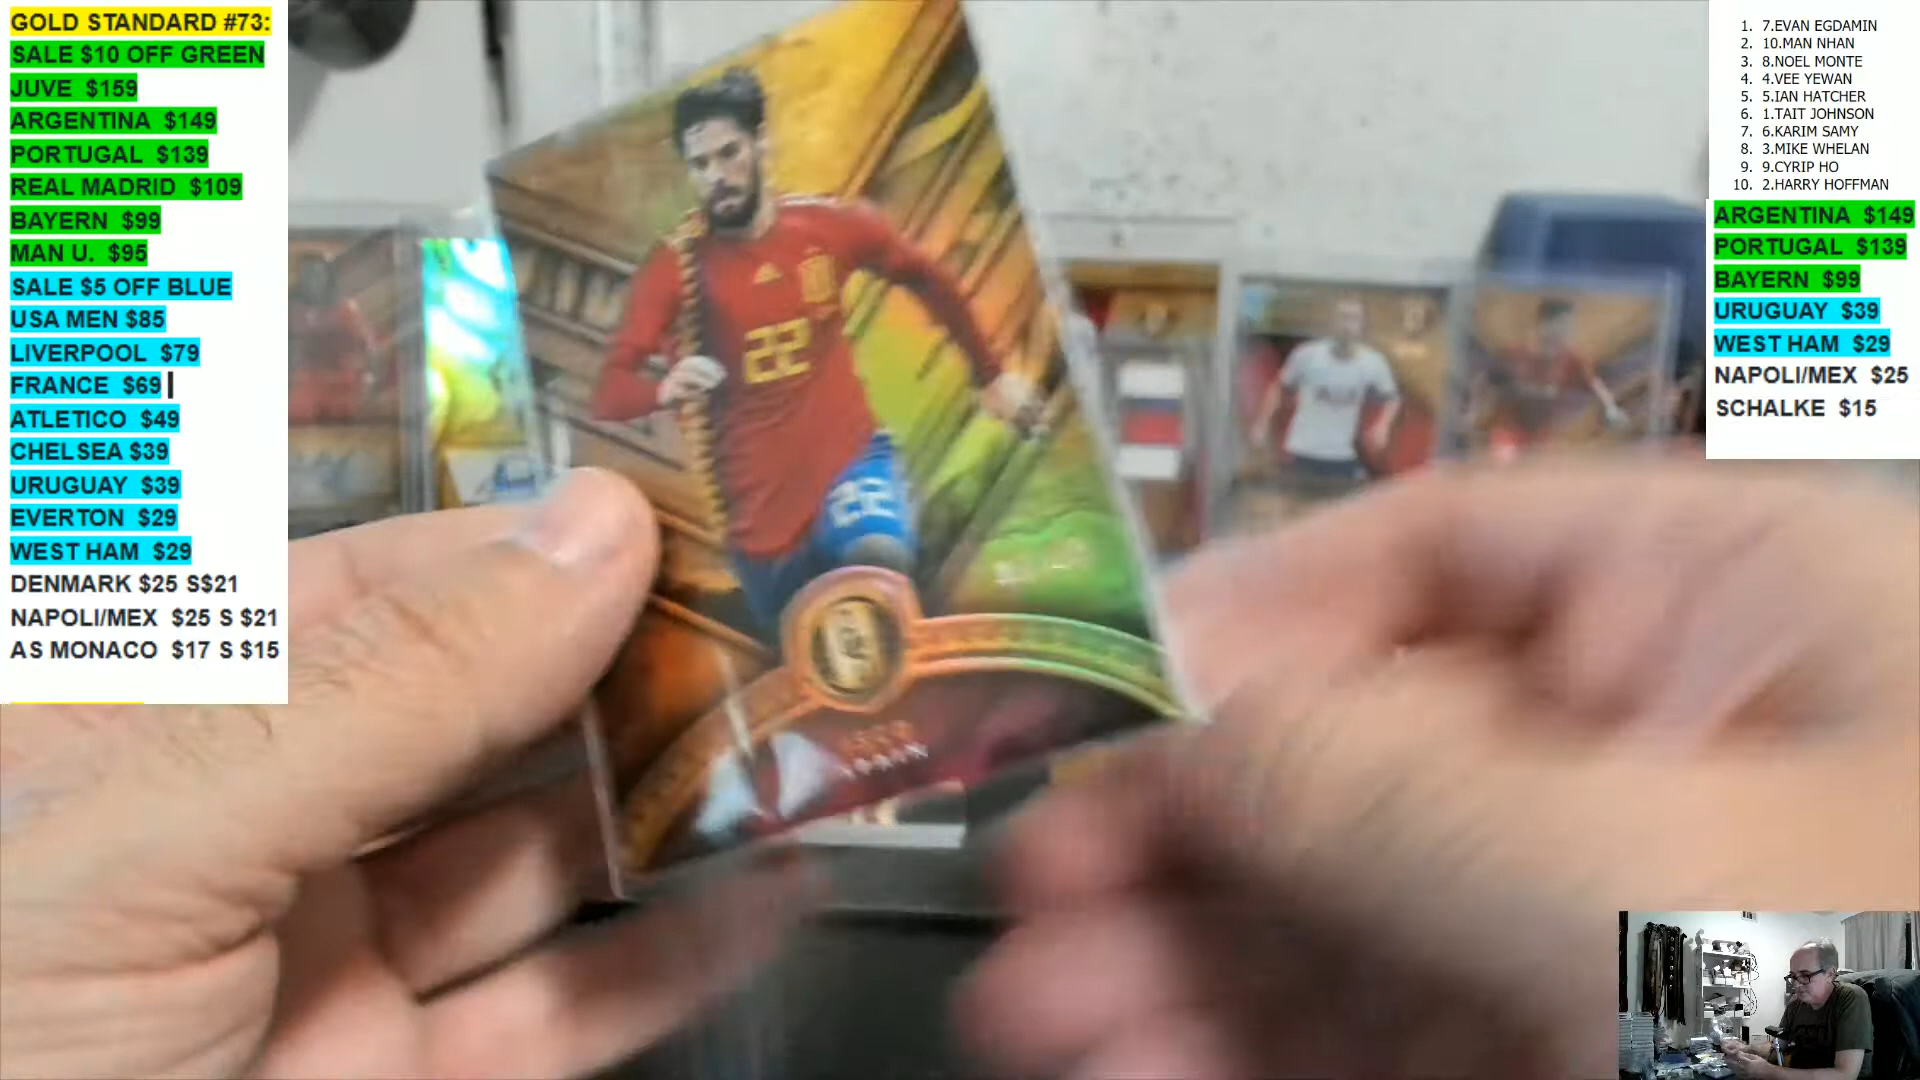 GOLD STANDARD #73:
SALE $10 OFF GREEN
JUVE $159
ARGENTINA $149
PORTUGAL $139
REAL MADRID $109
BAYERN $99
MAN U. $95
SALE $5 OFF BLUE
USA MEN $85
LIVERPOOL $79
FRANCE $69
ATLETICO $49
CHELSEA $39
URUGUAY $39
EVERTON $29
WEST HAM $29
DENMARK $25 S$21
NAPOLI/MEX $25 S $21
AS MONACO $17 S $15
22
22
ISCO
SPAIN
1. 7.EVAN EGDAMIN
2. 10.MAN NHAN
3. 8.NOEL MONTE
4. 4.VEE YEWAN
5. 5.IAN HATCHER
6. 1.TAIT JOHNSON
7. 6.KARIM SAMY
8. 3.MIKE WHELAN
9. 9.CYRIP HO
10. 2.HARRY HOFFMAN
ARGENTINA $149
PORTUGAL $139
BAYERN $99
URUGUAY $39
WEST HAM $29
NAPOLI/MEX $25
SCHALKE $15